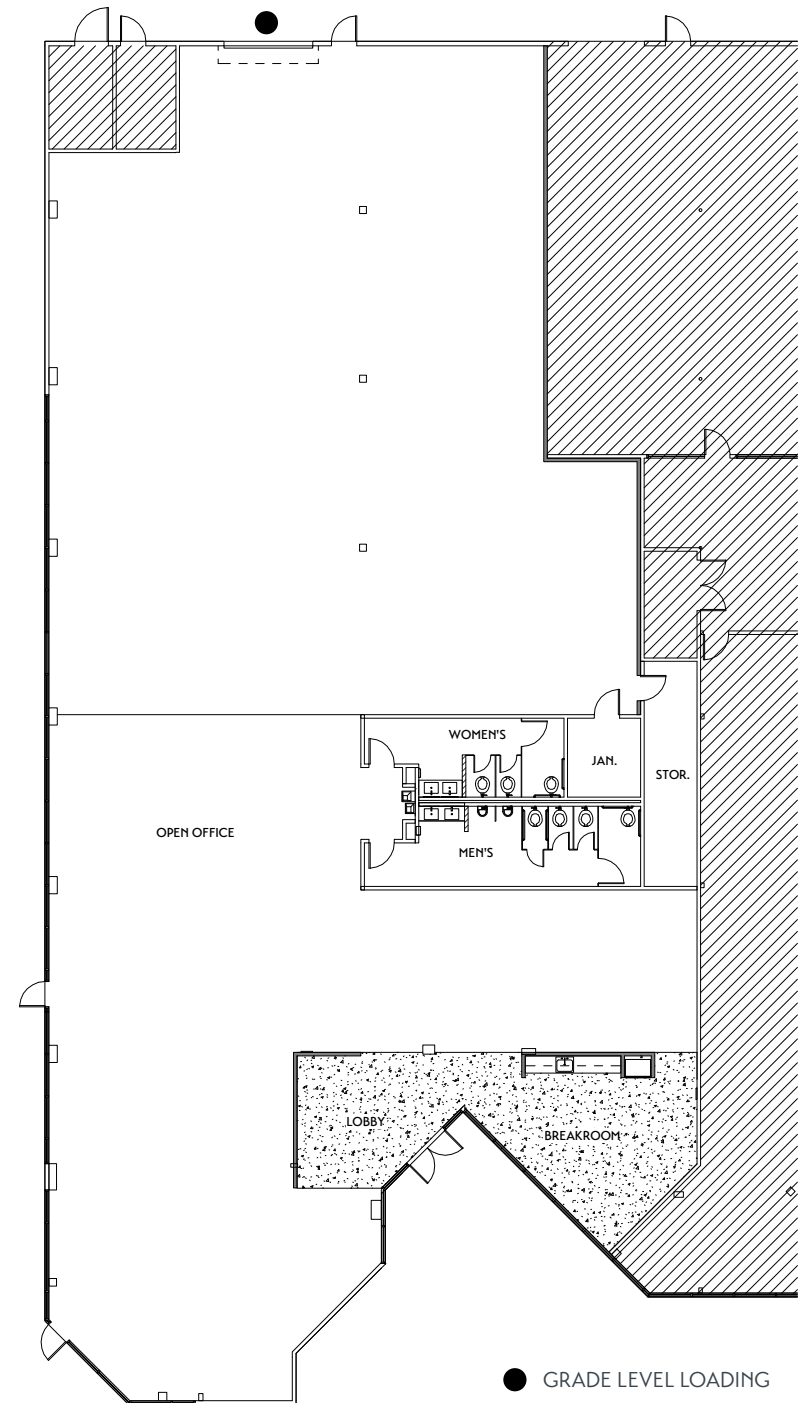 WOMEN'S
JAN.
STOR.
OPEN OFFICE
MEN'S
LOBBY
BREAKROOM
GRADE LEVEL LOADING